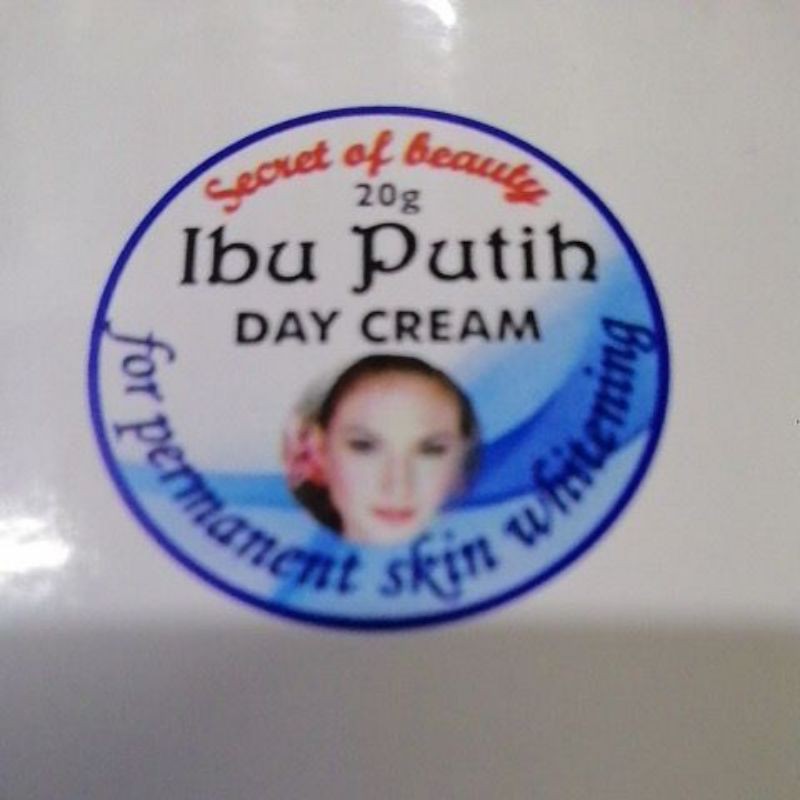 Secret of beauty
20g
Ibu Putih
DAY CREAM
for permanent skin whitening